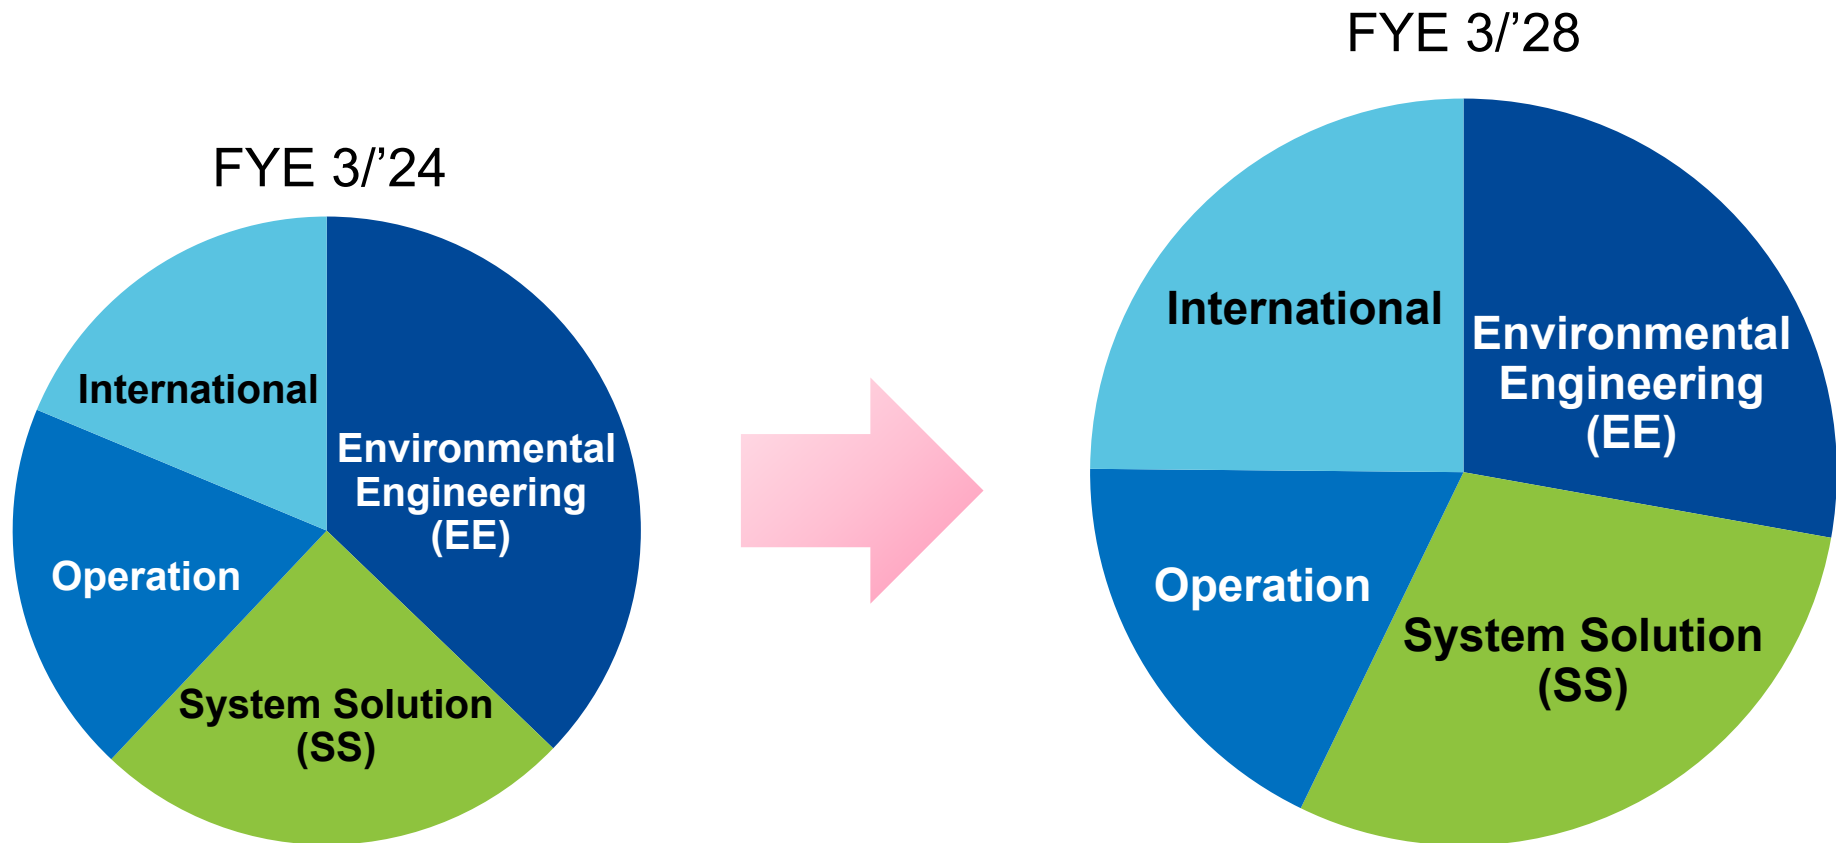 FYE 3/’24
International
Environmental
Engineering
(EE)
Operation
System Solution
(SS)
FYE 3/’28
International
Environmental
Engineering
(EE)
Operation
System Solution
(SS)